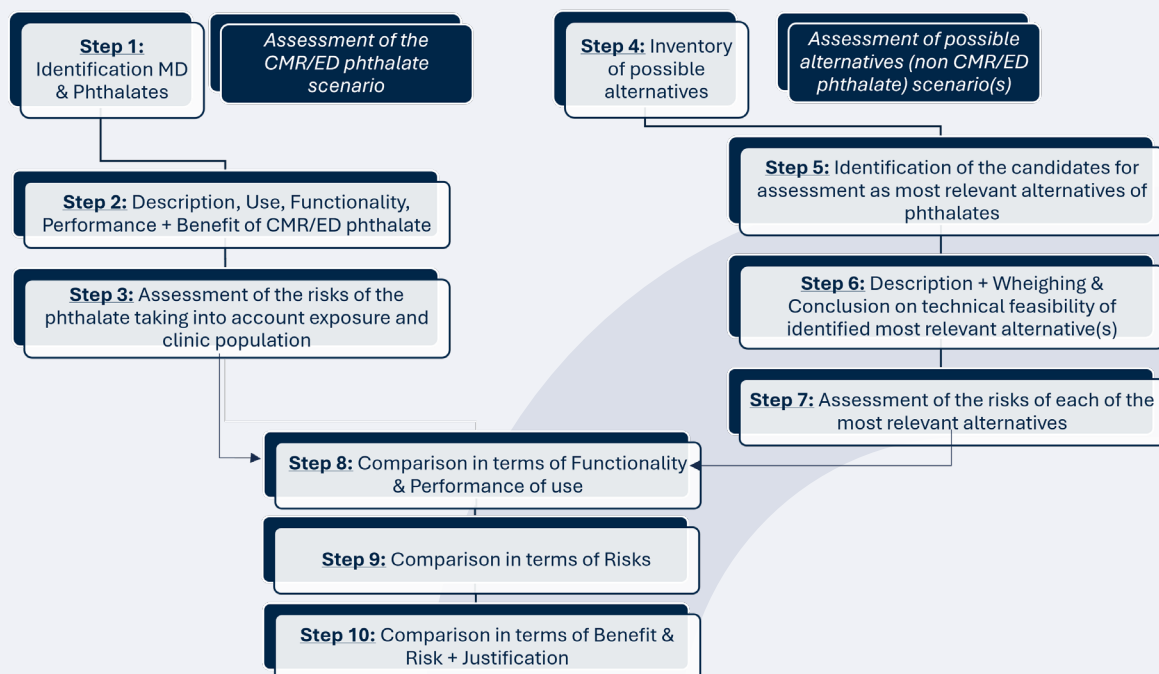 Step 1:
Identification MD
& Phthalates
Assessment of the
CMR/ED phthalate
scenario
Step 4: Inventory
of possible
alternatives
Assessment of possible
alternatives (non CMR/ED
phthalate) scenario(s)
Step 2: Description, Use, Functionality,
Performance + Benefit of CMR/ED phthalate
Step 3: Assessment of the risks of the
phthalate taking into account exposure and
clinic population
Step 5: Identification of the candidates for
assessment as most relevant alternatives of
phthalates
Step 6: Description + Wheighing &
Conclusion on technical feasibility of
identified most relevant alternative(s)
Step 7: Assessment of the risks of each of the
most relevant alternatives
Step 8: Comparison in terms of Functionality
& Performance of use
Step 9: Comparison in terms of Risks
Step 10: Comparison in terms of Benefit &
Risk + Justification